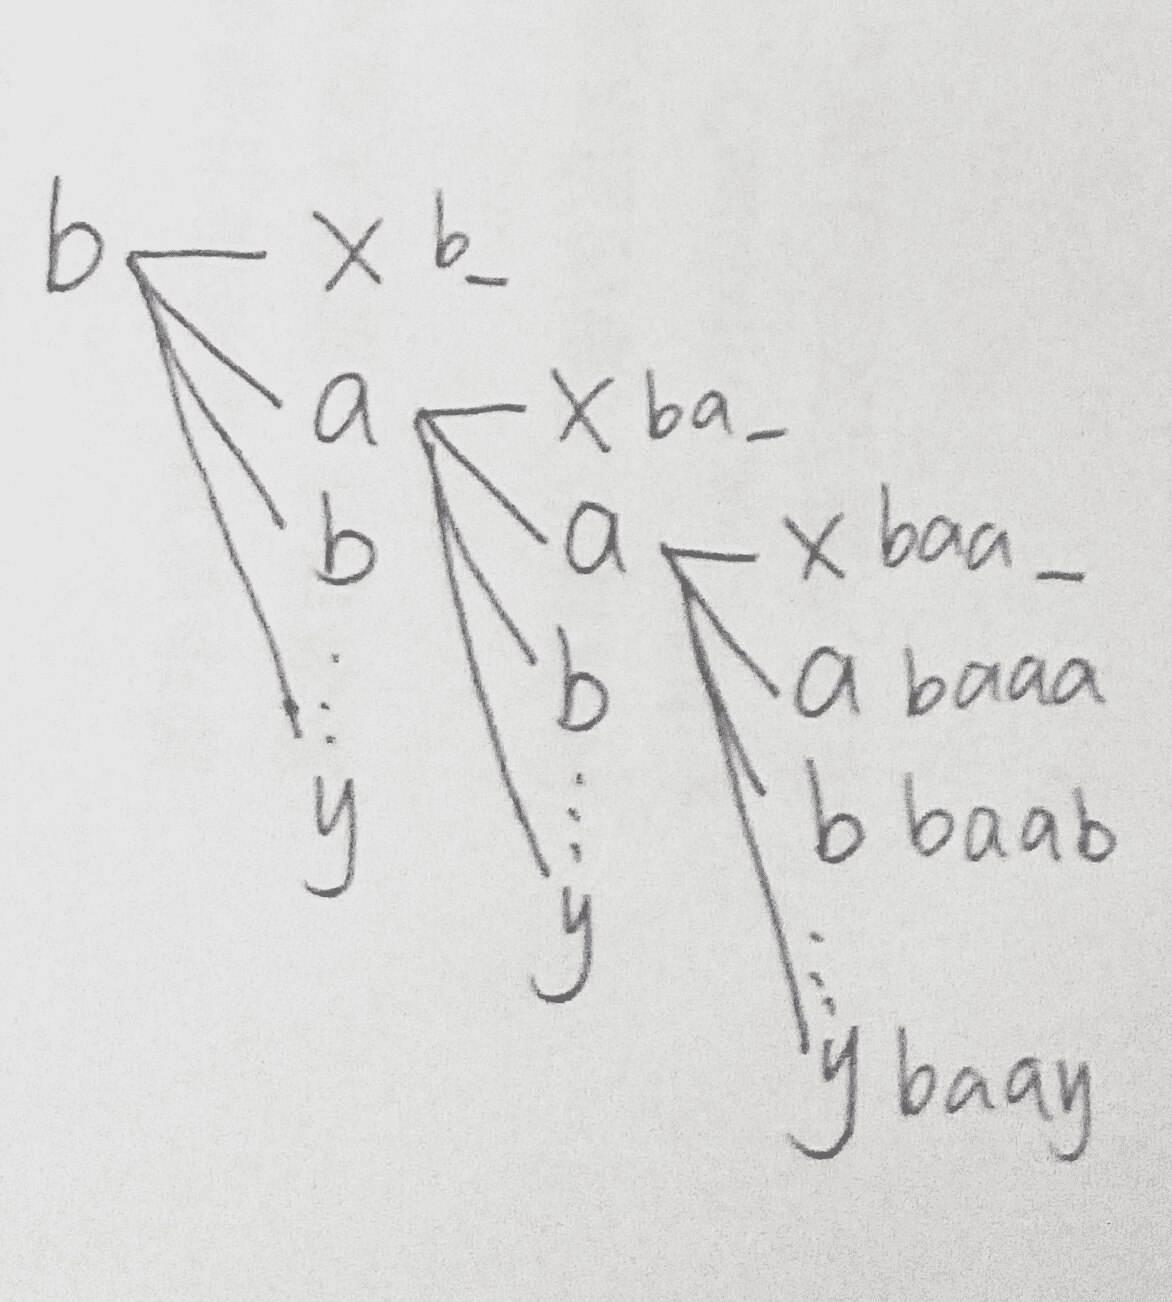 b X b_
a X ba_
b a X baa_
b a baaa
⋮ ⋮ b baab
y y ⋮
y baay